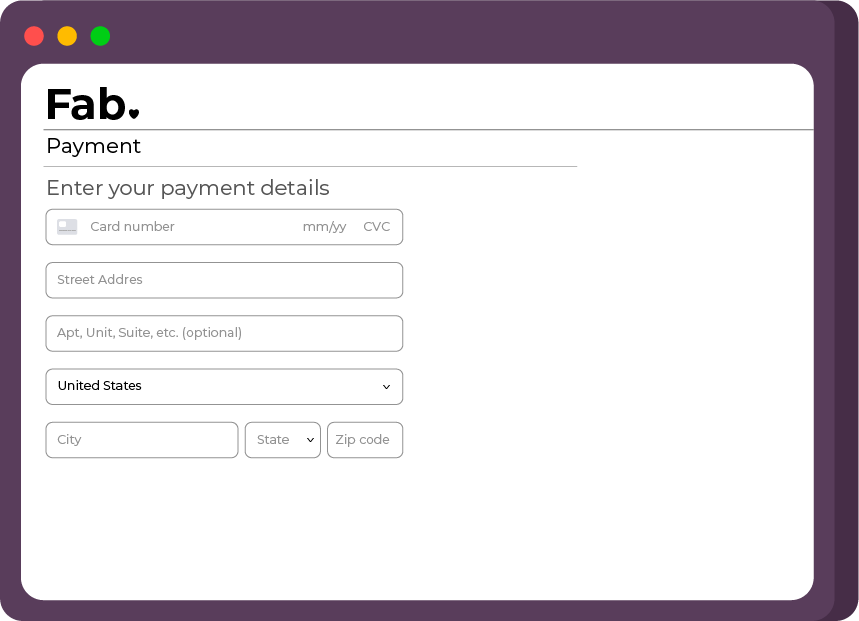 Fab.
Payment
Enter your payment details
Card number mm/yy CVC
Street Addres
Apt, Unit, Suite, etc. (optional)
United States
City State Zip code